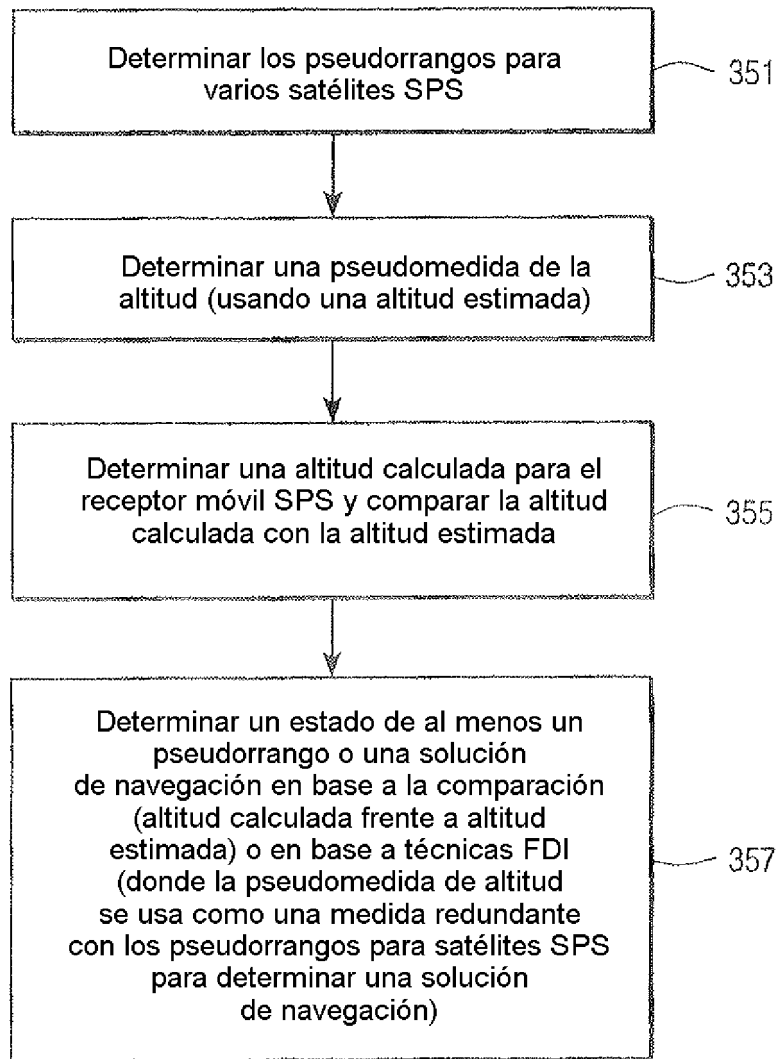 Determinar los pseudorrangos para
varios satélites SPS
351
Determinar una pseudomedida de la
altitud (usando una altitud estimada)
353
Determinar una altitud calculada para el
receptor móvil SPS y comparar la altitud
calculada con la altitud estimada
355
Determinar un estado de al menos un
pseudorrango o una solución
de navegación en base a la comparación
(altitud calculada frente a altitud
estimada) o en base a técnicas FDI
(donde la pseudomedida de altitud
se usa como una medida redundante
con los pseudorrangos para satélites SPS
para determinar una solución
de navegación)
357